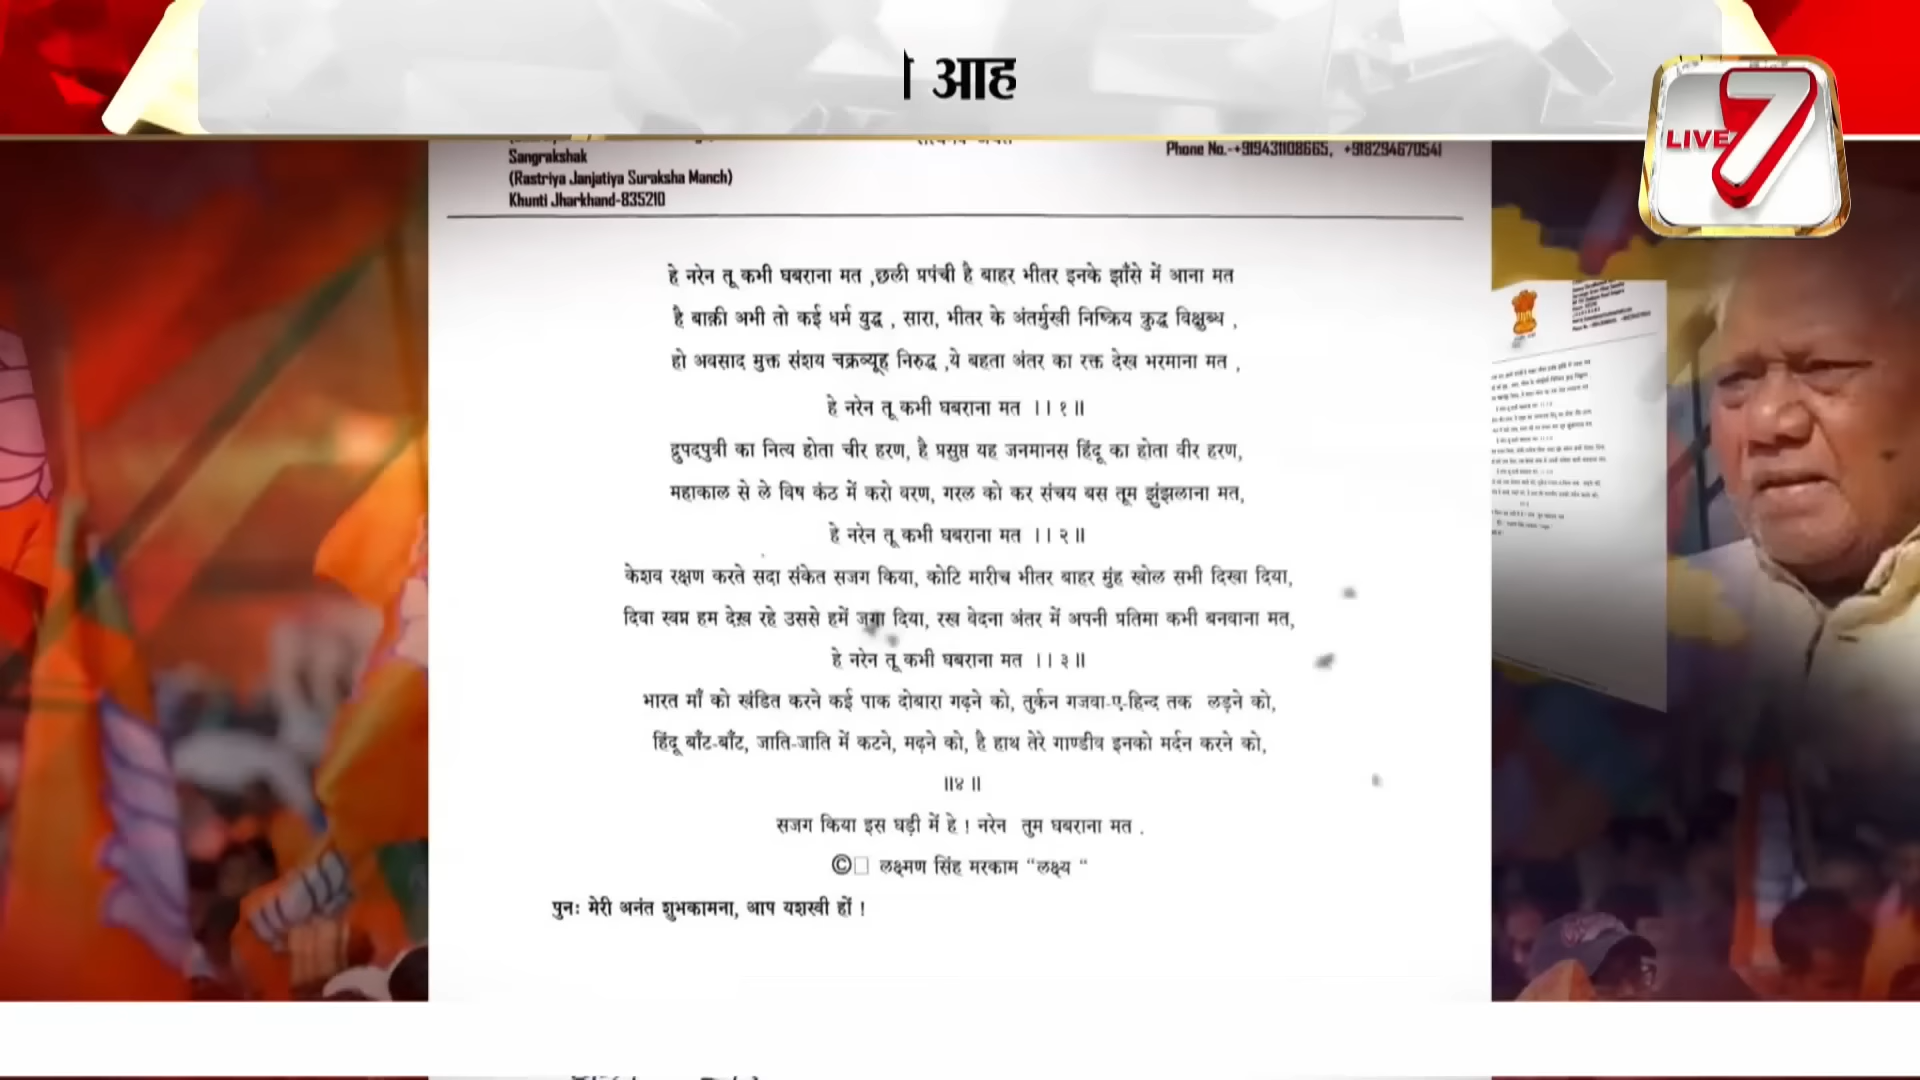 आह
LIVE 7
Sangrakshak
(Rastriya Janjatiya Suraksha Manch)
Khunti Jharkhand-835210
Phone No.-+919431108665, +918294670541
हे नरेन तू कभी घबराना मत ,छली प्रपंची है बाहर भीतर इनके झाँसे में आना मत
है बाक़ी अभी तो कई धर्म युद्ध , सारा, भीतर के अंतर्मुखी निष्क्रिय क्रुद्ध विक्षुब्ध ,
हो अवसाद मुक्त संशय चक्रव्यूह निरुद्ध ,ये बहता अंतर का रक्त देख भरमाना मत ,
हे नरेन तू कभी घबराना मत ।।१॥
द्रुपदपुत्री का नित्य होता चीर हरण, है प्रसुप्त यह जनमानस हिंदू का होता वीर हरण,
महाकाल से ले विष कंठ में करो वरण, गरल को कर संचय बस तूम झुंझलाना मत,
हे नरेन तू कभी घबराना मत ।।२॥
केशव रक्षण करते सदा संकेत सजग किया, कोटि मारीच भीतर बाहर मुंह खोल सभी दिखा दिया,
दिवा स्वप्न हम देख़ रहे उससे हमें जगा दिया, रख वेदना अंतर में अपनी प्रतिमा कभी बनवाना मत,
हे नरेन तू कभी घबराना मत ।।३॥
भारत माँ को खंडित करने कई पाक दोबारा गढ़ने को, तुर्कन गजवा-ए-हिन्द तक लड़ने को,
हिंदू बाँट-बाँट, जाति-जाति में कटने, मढ़ने को, है हाथ तेरे गाण्डीव इनको मर्दन करने को,
॥४॥
सजग किया इस घड़ी में हे ! नरेन तुम घबराना मत .
©□ लक्ष्मण सिंह मरकाम "लक्ष्य "
पुनः मेरी अनंत शुभकामना, आप यशस्वी हों !